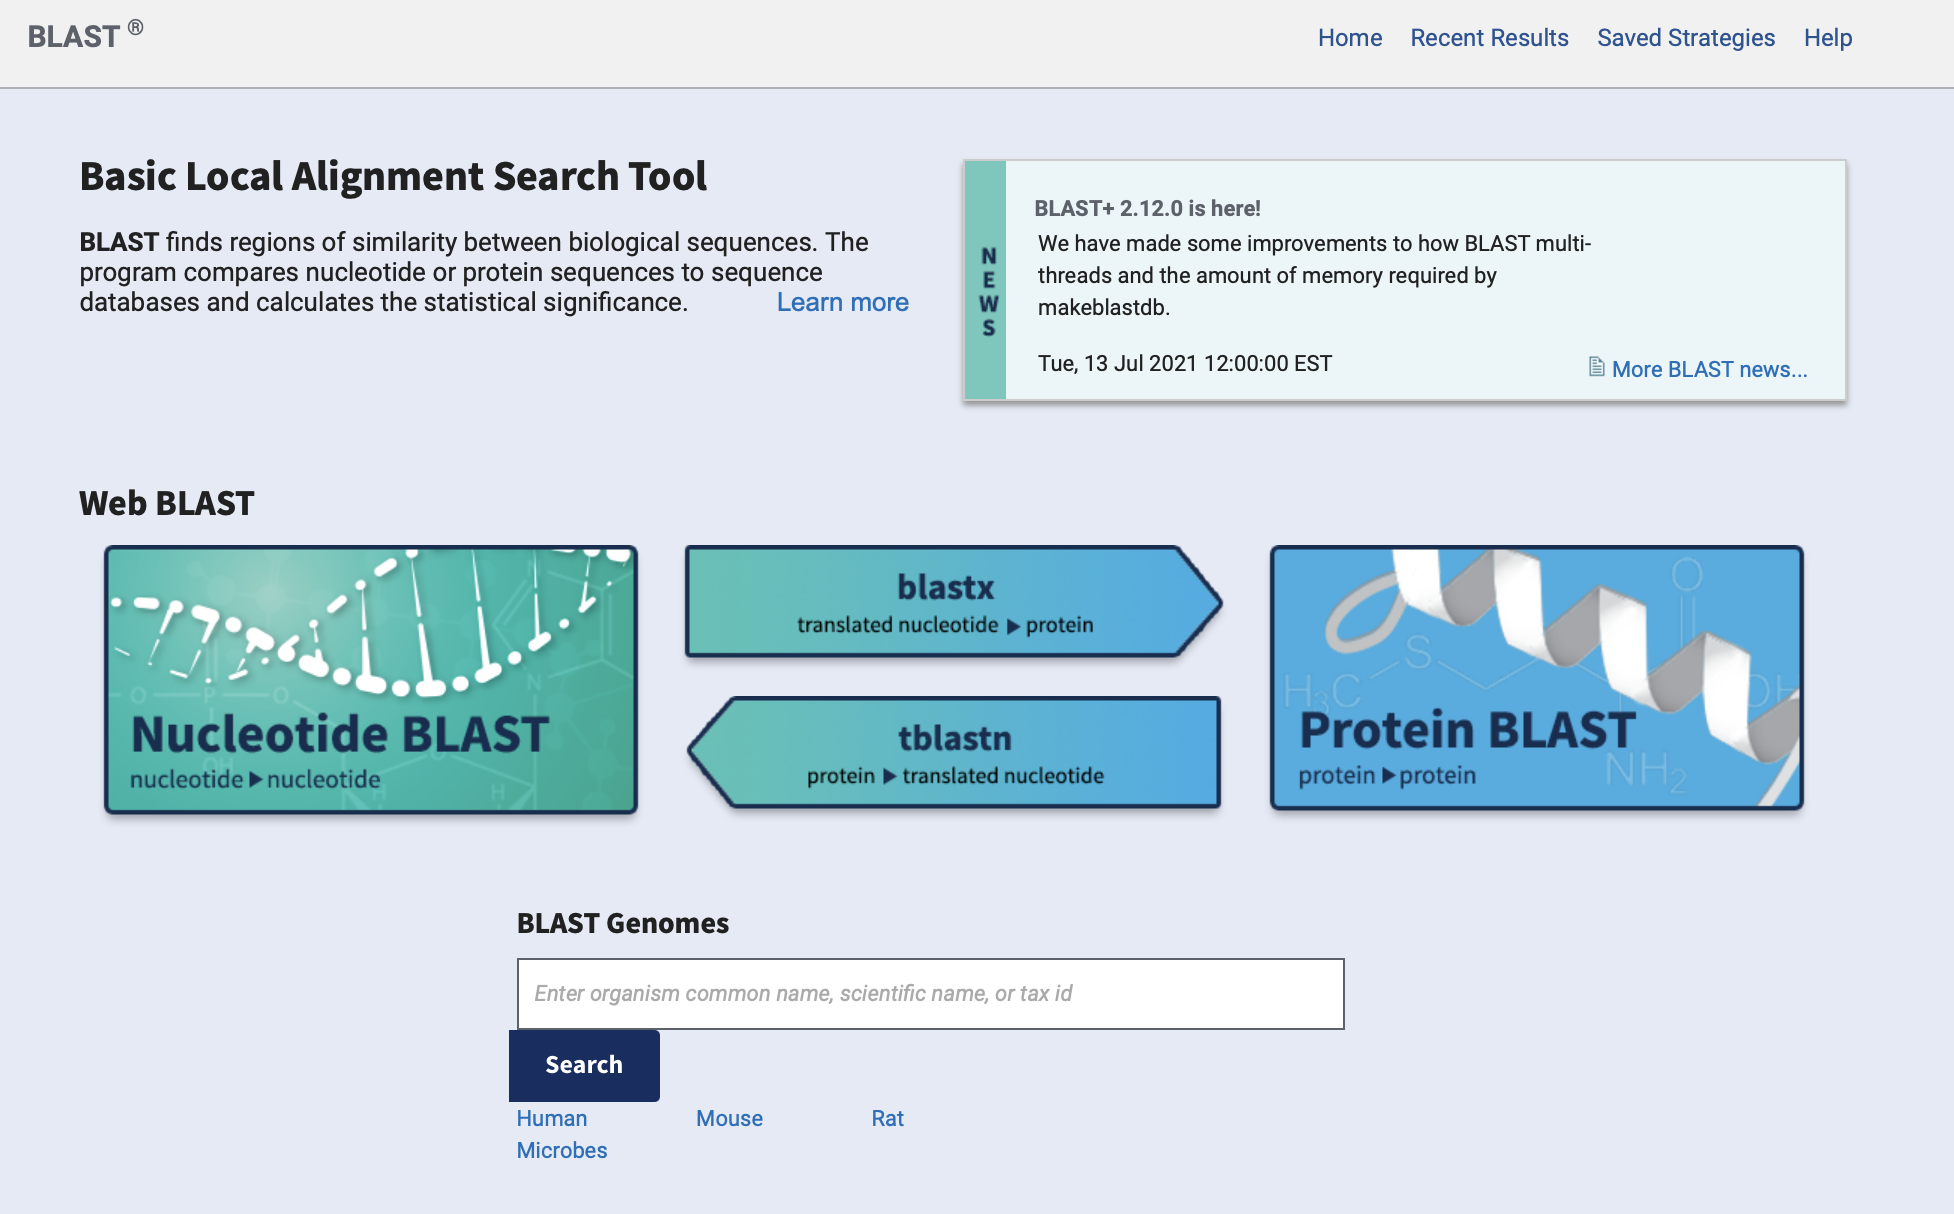 BLAST ®
Home Recent Results Saved Strategies Help
Basic Local Alignment Search Tool
BLAST finds regions of similarity between biological sequences. The
program compares nucleotide or protein sequences to sequence
databases and calculates the statistical significance. Learn more
NEWS
BLAST+ 2.12.0 is here!
We have made some improvements to how BLAST multi-
threads and the amount of memory required by
makeblastdb.
Tue, 13 Jul 2021 12:00:00 EST
More BLAST news...
Web BLAST
O P O
N
OH
O
H
H
Nucleotide BLAST
nucleotide ▶ nucleotide
blastx
translated nucleotide ▶ protein
tblastn
protein ▶ translated nucleotide
O
S
H₃C
OH
NH₂
Protein BLAST
protein ▶ protein
BLAST Genomes
Enter organism common name, scientific name, or tax id
Search
Human Mouse Rat
Microbes